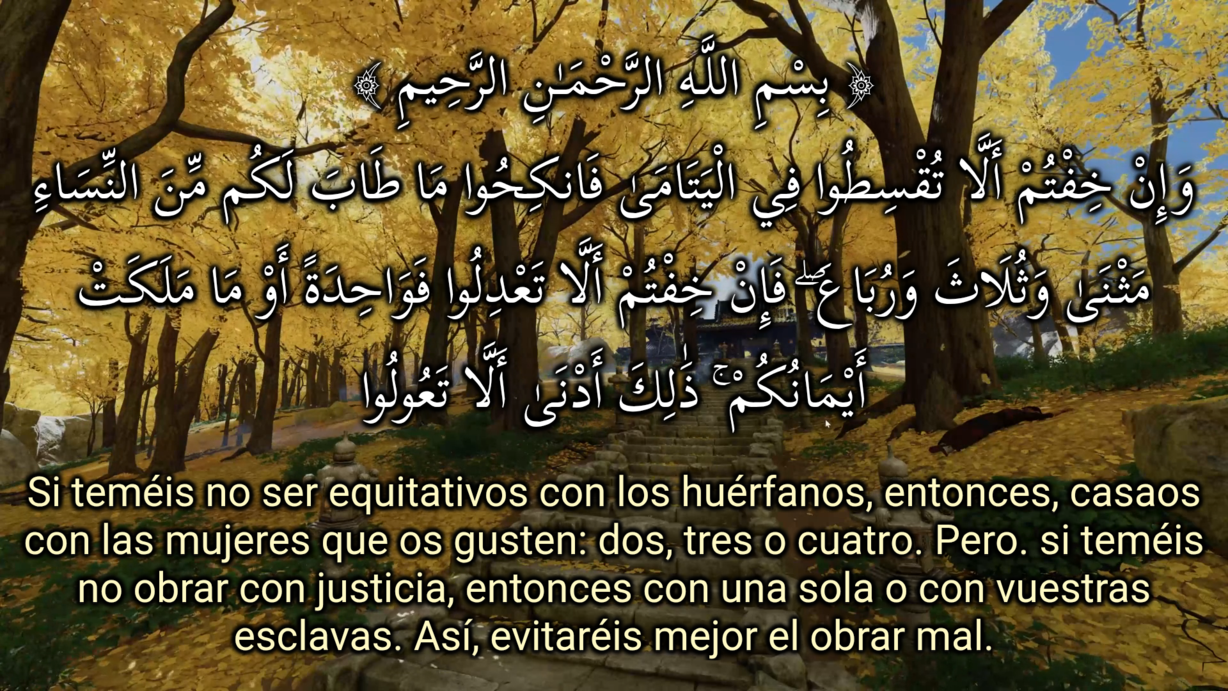 ﴿ بِسْمِ اللَّهِ الرَّحْمَـٰنِ الرَّحِيمِ ﴾
وَإِنْ خِفْتُمْ أَلَّا تُقْسِطُوا فِي الْيَتَامَىٰ فَانكِحُوا مَا طَابَ لَكُم مِّنَ النِّسَاءِ
مَثْنَىٰ وَثُلَاثَ وَرُبَاعَ ۖ فَإِنْ خِفْتُمْ أَلَّا تَعْدِلُوا فَوَاحِدَةً أَوْ مَا مَلَكَتْ
أَيْمَانُكُمْ ۚ ذَٰلِكَ أَدْنَىٰ أَلَّا تَعُولُوا
Si teméis no ser equitativos con los huérfanos, entonces, casaos
con las mujeres que os gusten: dos, tres o cuatro. Pero. si teméis
no obrar con justicia, entonces con una sola o con vuestras
esclavas. Así, evitaréis mejor el obrar mal.